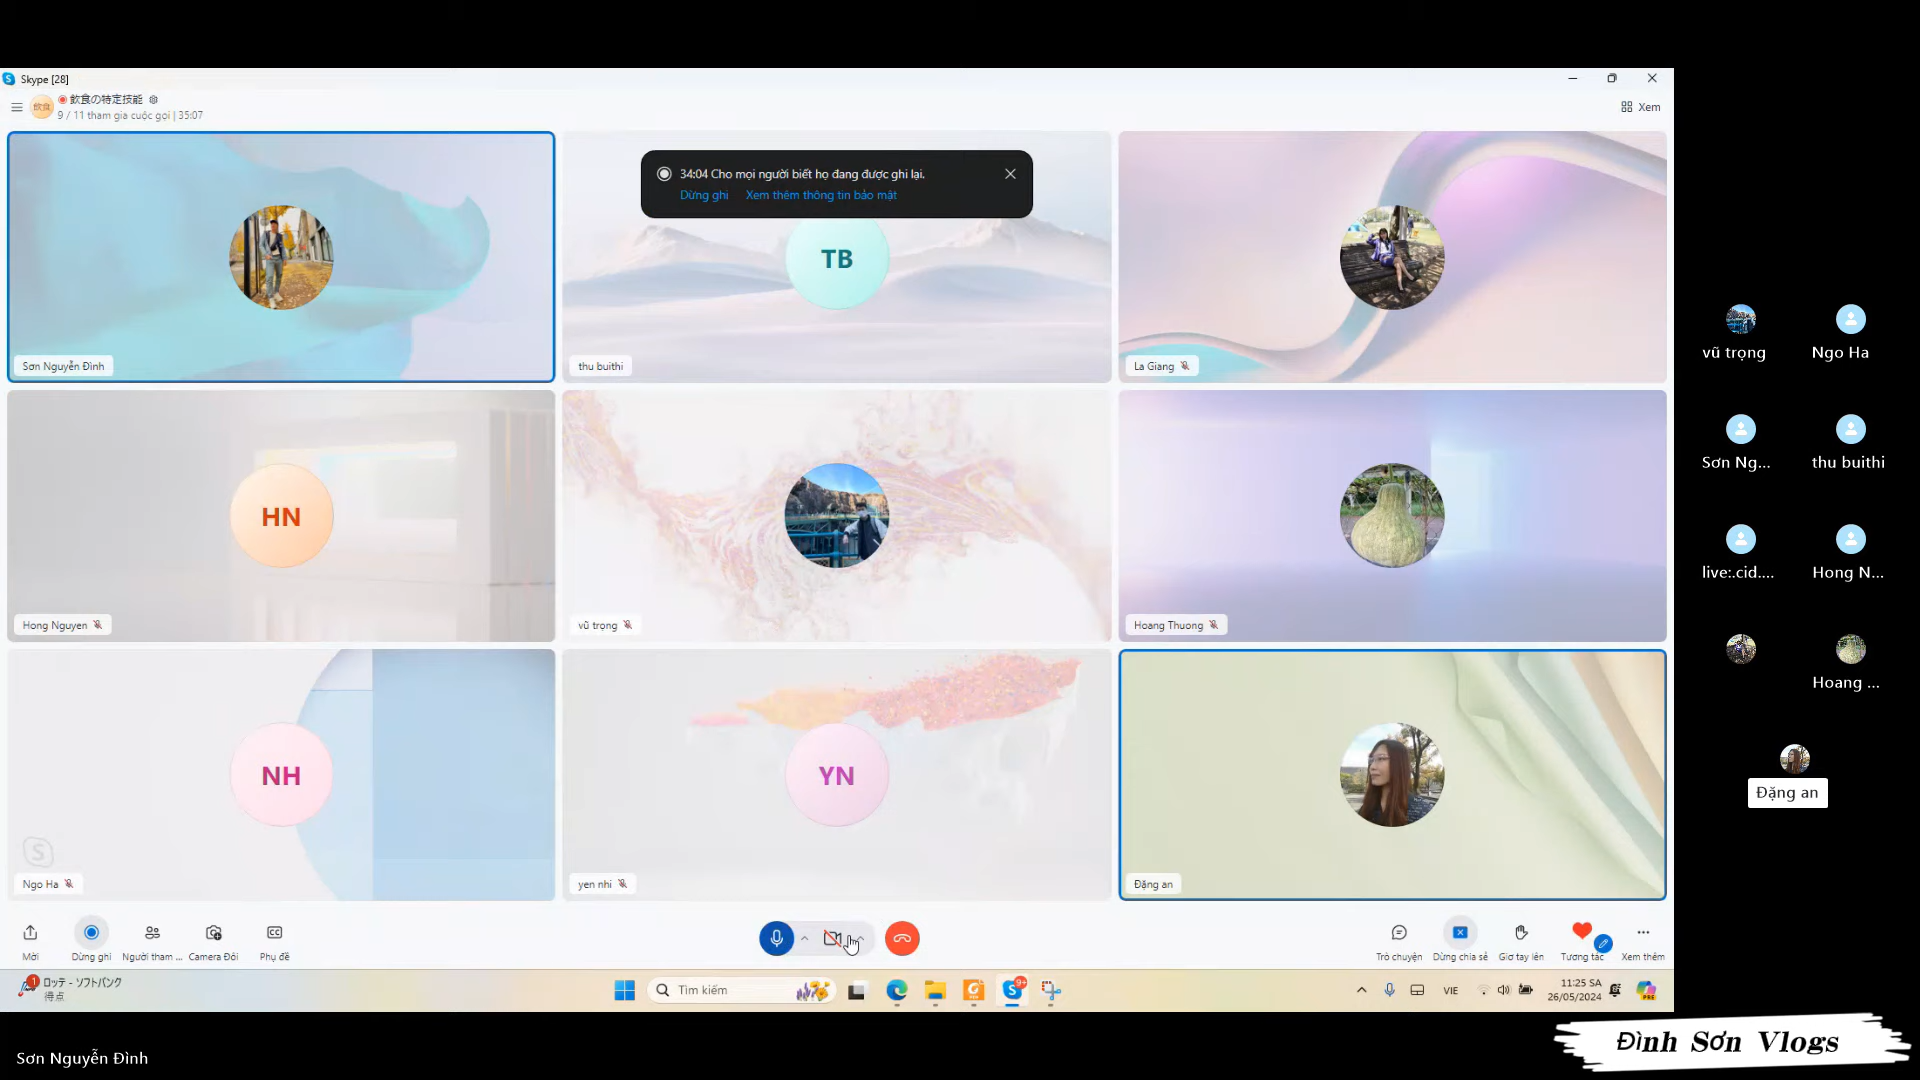 Skype [28]
飲食
飲食の特定技能
9 / 11 tham gia cuộc gọi | 35:07
Xem
34:04 Cho mọi người biết họ đang được ghi lại.
Dừng ghi Xem thêm thông tin bảo mật
TB
Sơn Nguyễn Đình
thu buithi
La Giang
HN
Hong Nguyen
vũ trọng
Hoang Thuong
NH
YN
Ngo Ha
yen nhi
Đặng an
vũ trọng
Ngo Ha
Sơn Ng...
thu buithi
live:.cid....
Hong N...
Hoang ...
Đặng an
Mời
Dừng ghi
Người tham ...
Camera Đôi
Phụ đề
Trò chuyện
Dừng chia sẻ
Giơ tay lên
Tương tác
Xem thêm
1
ロッテ - ソフトバンク
得点
Tìm kiếm
9+
VIE
11:25 SA
26/05/2024
PRE
Sơn Nguyễn Đình
Đình Sơn Vlogs